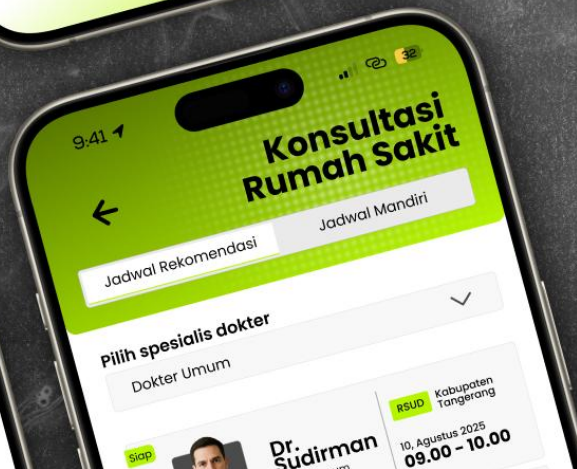 9:41
32
Konsultasi
Rumah Sakit
Jadwal Rekomendasi
Jadwal Mandiri
Pilih spesialis dokter
Dokter Umum
Siap
Dr.
Sudirman
RSUD
Kabupaten
Tangerang
10, Agustus 2025
09.00 - 10.00